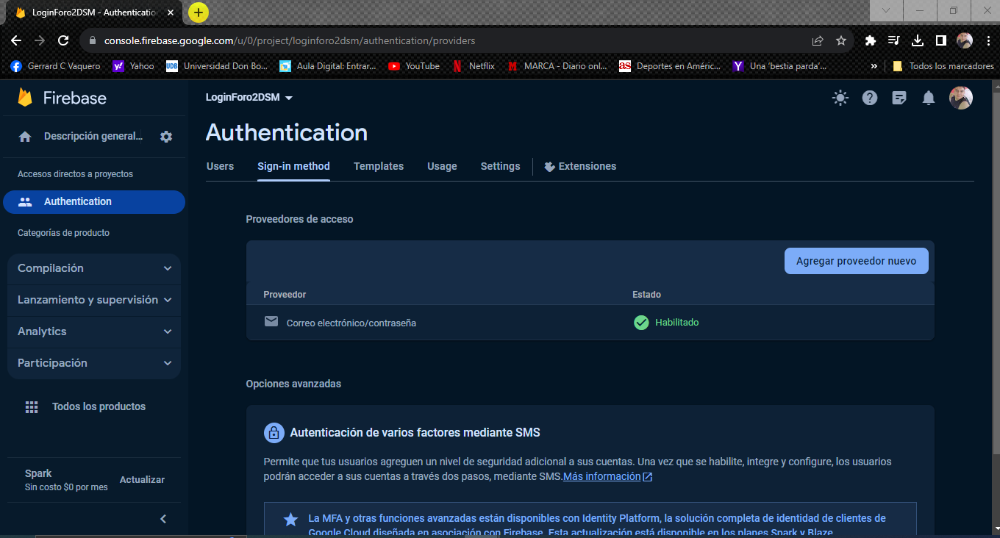 LoginForo2DSM - Authentication
console.firebase.google.com/u/0/project/loginforo2dsm/authentication/providers
Gerrard C Vaquero
Yahoo
UDB
Universidad Don Bo...
Aula Digital: Entrar...
YouTube
Netflix
MARCA - Diario onl...
as
Deportes en Améric...
Una 'bestia parda'...
»
Todos los marcadores
Firebase
LoginForo2DSM
Descripción general...
Authentication
Users
Sign-in method
Templates
Usage
Settings
Extensiones
Accesos directos a proyectos
Authentication
Categorías de producto
Compilación
Lanzamiento y supervisión
Analytics
Participación
Todos los productos
Spark
Sin costo $0 por mes
Actualizar
Proveedores de acceso
Agregar proveedor nuevo
Proveedor
Estado
Correo electrónico/contraseña
Habilitado
Opciones avanzadas
Autenticación de varios factores mediante SMS
Permite que tus usuarios agreguen un nivel de seguridad adicional a sus cuentas. Una vez que se habilite, integre y configure, los usuarios
podrán acceder a sus cuentas a través dos pasos, mediante SMS.Más información
La MFA y otras funciones avanzadas están disponibles con Identity Platform, la solución completa de identidad de clientes de
Google Cloud diseñada en asociación con Firebase. Esta actualización está disponible en los planes Spark y Blaze